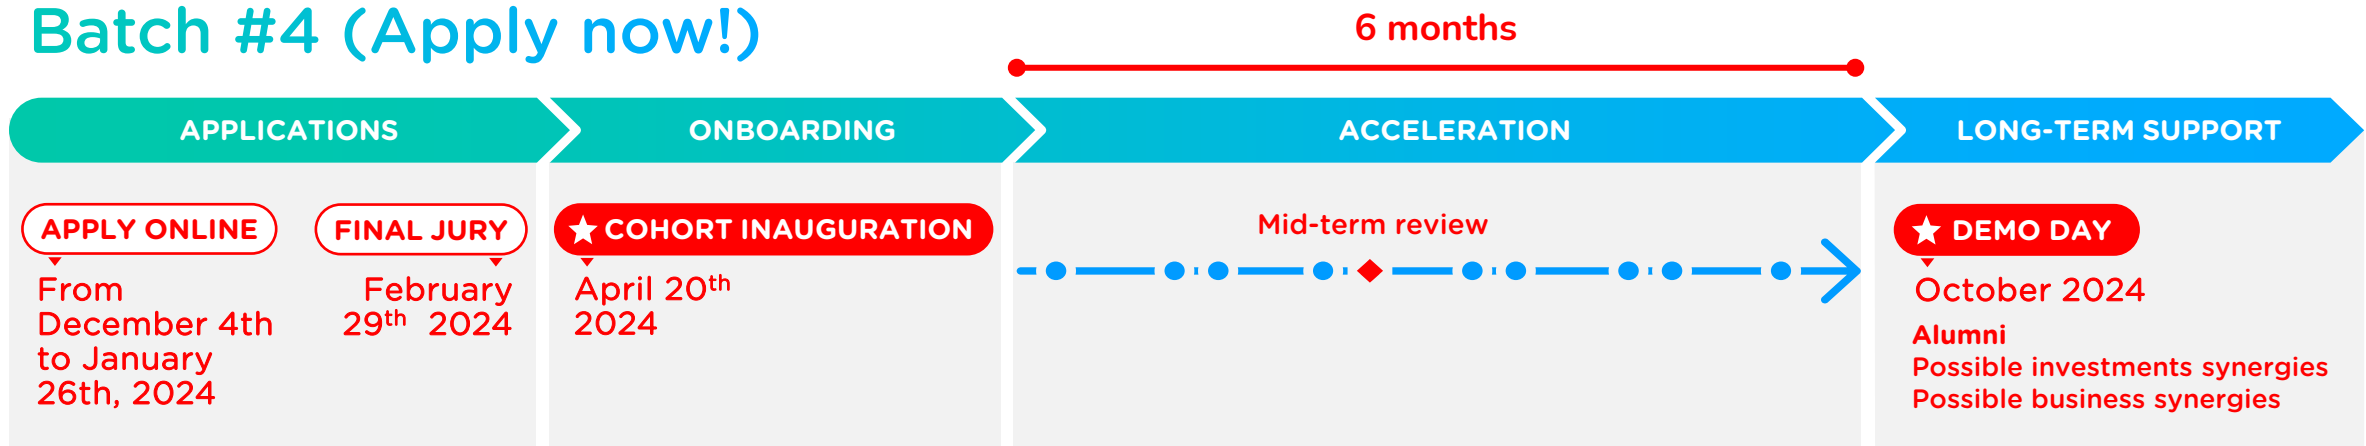 Batch #4 (Apply now!)
6 months
APPLICATIONS
ONBOARDING
ACCELERATION
LONG-TERM SUPPORT
APPLY ONLINE
From
December 4th
to January
26th, 2024
FINAL JURY
February
29th 2024
COHORT INAUGURATION
April 20th
2024
Mid-term review
DEMO DAY
October 2024
Alumni
Possible investments synergies
Possible business synergies